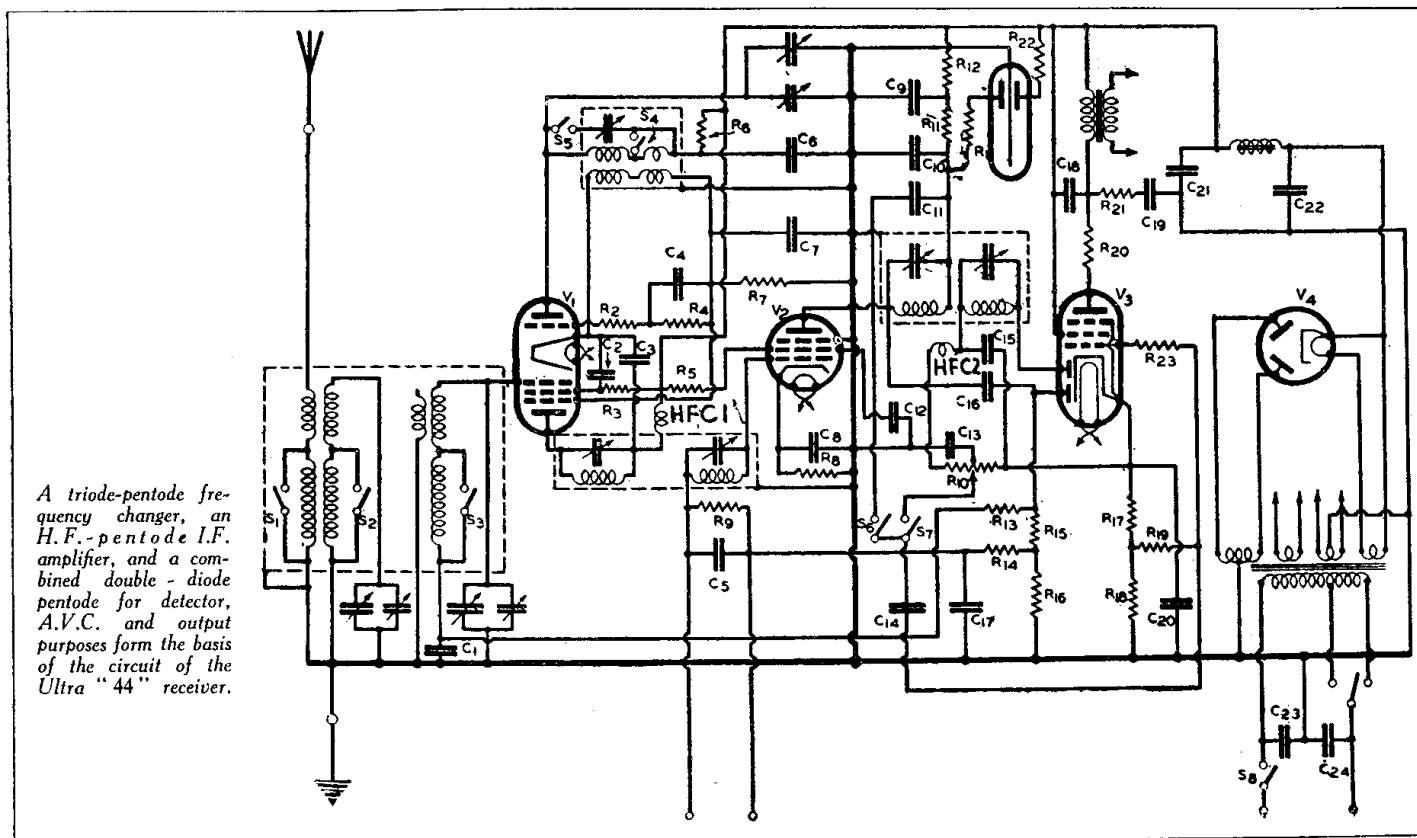 A triode-pentode fre-
quency changer, an
H.F.-pentode I.F.
amplifier, and a com-
bined double - diode
pentode for detector,
A.V.C. and output
purposes form the basis
of the circuit of the
Ultra "44" receiver.
R22
R12
C9
S4
S5
R6
R11
C6
C10
R
C18
C21
R21
C19
C22
C11
C7
R20
C4
V1
R2
R4
R7
V2
V3
V4
C2
C3
C15
R23
HFC2
R3
R5
C16
HFC1
C12
C8
C13
R8
R10
S1
S2
S3
R9
S6
S7
R13
R15
R17
R19
C5
R14
R16
R18
C14
C17
C20
C1
C23
C24
S8